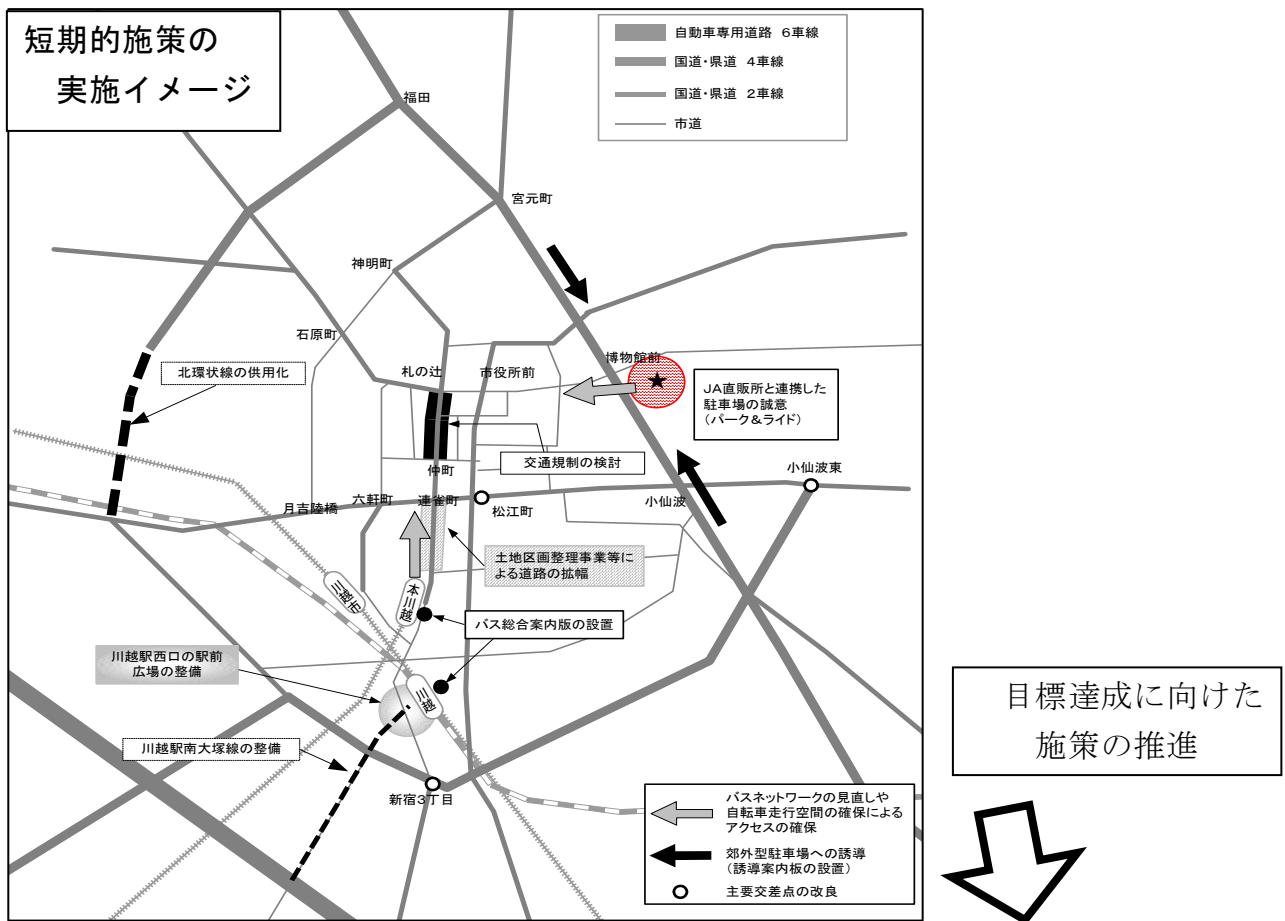 短期的施策の
実施イメージ
自動車専用道路 6車線
国道・県道 4車線
国道・県道 2車線
市道
福田
宮元町
神明町
石原町
札の辻
市役所前
博物館前
北環状線の供用化
JA直販所と連携した
駐車場の誠意
(パーク&ライド)
交通規制の検討
仲町
小仙波東
月吉陸橋
六軒町
連雀町
松江町
小仙波
土地区画整理事業等に
よる道路の拡幅
川越市
本川越
バス総合案内版の設置
川越駅西口の駅前
広場の整備
川越
川越駅南大塚線の整備
新宿3丁目
バスネットワークの見直しや
自転車走行空間の確保による
アクセスの確保
郊外型駐車場への誘導
(誘導案内板の設置)
主要交差点の改良
目標達成に向けた
施策の推進